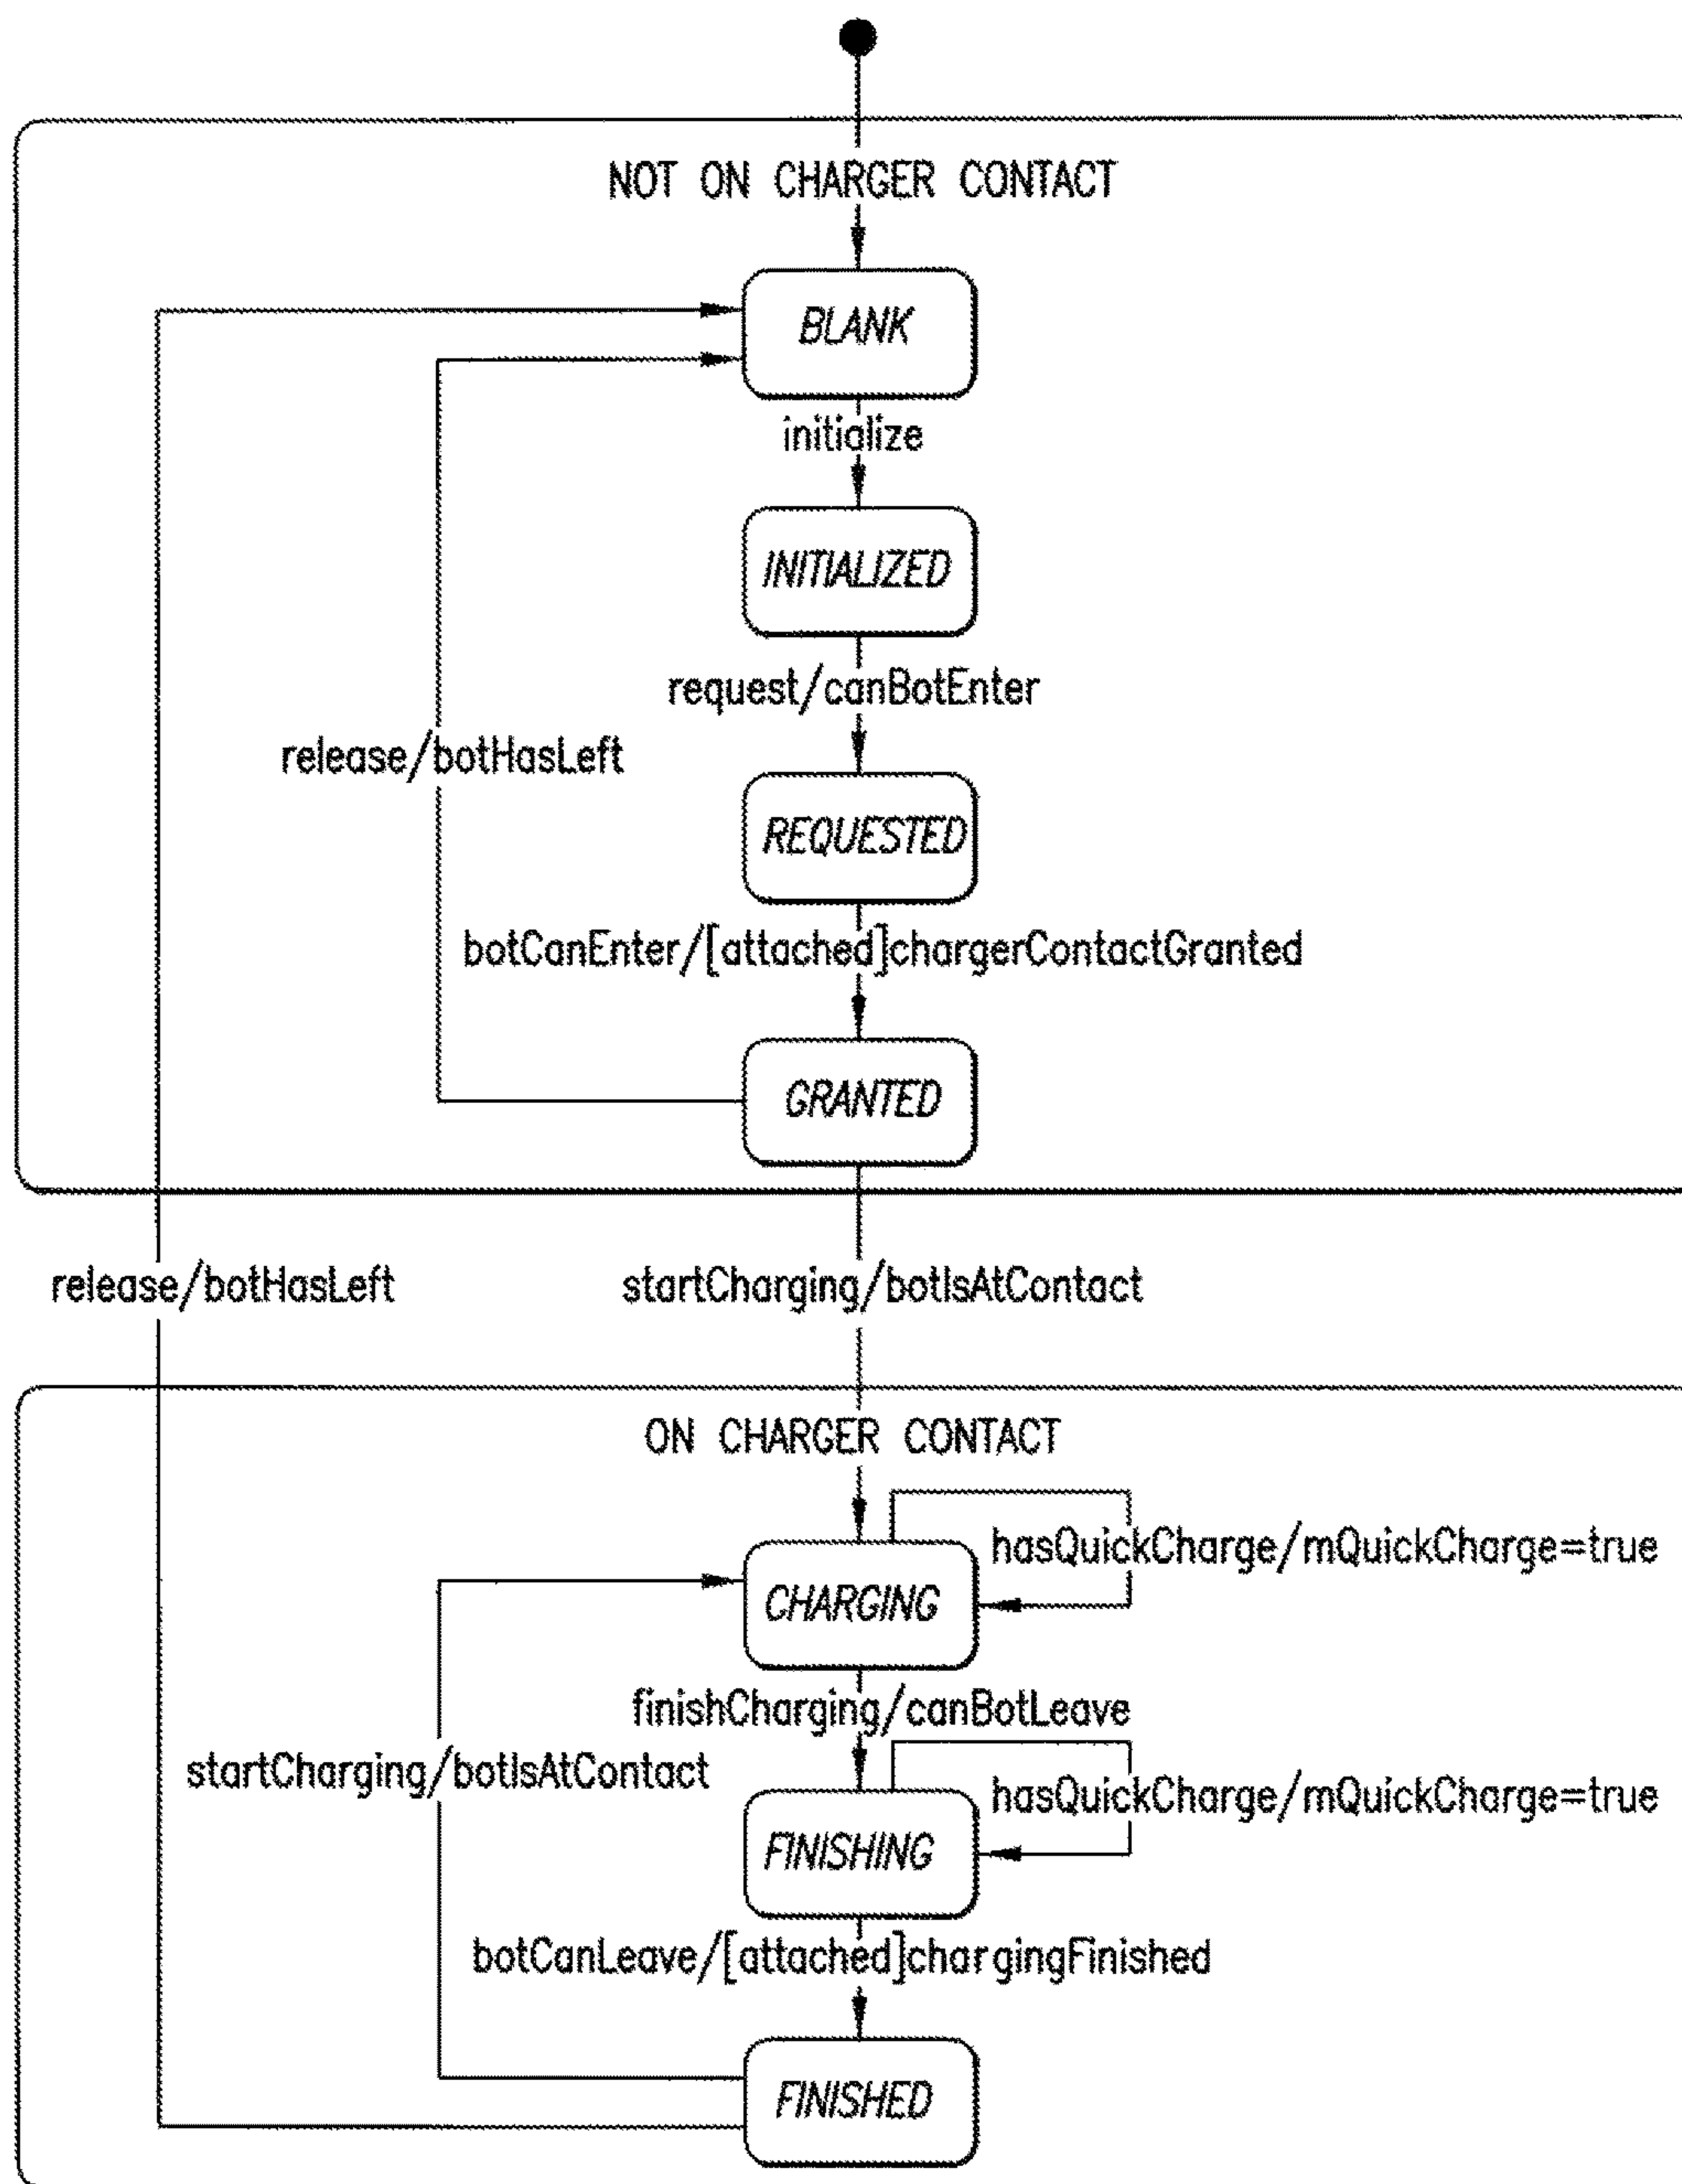 NOT ON CHARGER CONTACT
BLANK
initialize
INITIALIZED
request/canBotEnter
release/botHasLeft
REQUESTED
botCanEnter/[attached]chargerContactGranted
GRANTED
release/botHasLeft
startCharging/botIsAtContact
ON CHARGER CONTACT
hasQuickCharge/mQuickCharge=true
CHARGING
finishCharging/canBotLeave
startCharging/botIsAtContact
hasQuickCharge/mQuickCharge=true
FINISHING
botCanLeave/[attached]chargingFinished
FINISHED